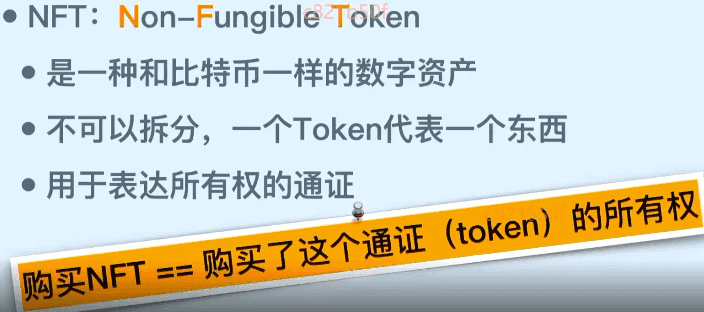 NFT：Non-Fungible Token
是一种和比特币一样的数字资产
不可以拆分，一个Token代表一个东西
用于表达所有权的通证
购买NFT == 购买了这个通证（token）的所有权